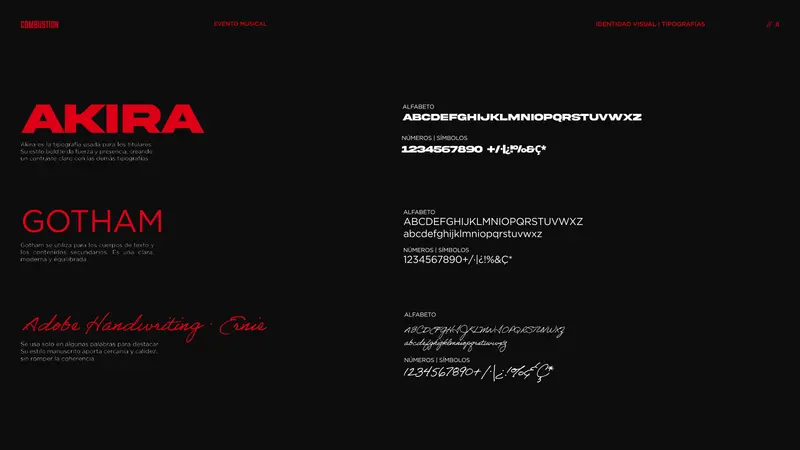 COMBUSTION
EVENTO MUSICAL
IDENTIDAD VISUAL | TIPOGRAFÍAS
// 8
AKIRA
Akira es la tipografía usada para los titulares.
Su estilo bold le da fuerza y presencia, creando
un contraste claro con las demás tipografías.
ALFABETO
ABCDEFGHIJKLMNOPQRSTUVWXZ
NÚMEROS | SÍMBOLOS
1234567890 +/·|¿!%&Ç*
GOTHAM
Gotham se utiliza para los cuerpos de texto y
los contenidos secundarios. Es una clara,
moderna y equilibrada.
ALFABETO
ABCDEFGHIJKLMNIOPQRSTUVWXZ
abcdefghijklmniopqrstuvwxz
NÚMEROS | SÍMBOLOS
1234567890+/·|¿!%&Ç*
Adobe Handwriting · Ernie
Se usa solo en algunas palabras para destacar.
Su estilo manuscrito aporta cercanía y calidez,
sin romper la coherencia.
ALFABETO
ABCDEFGHIJKLMNIOPQRSTUVWXZ
abcdefghijklmniopqrstuvwxz
NÚMEROS | SÍMBOLOS
1234567890+/·|¿!%&Ç*